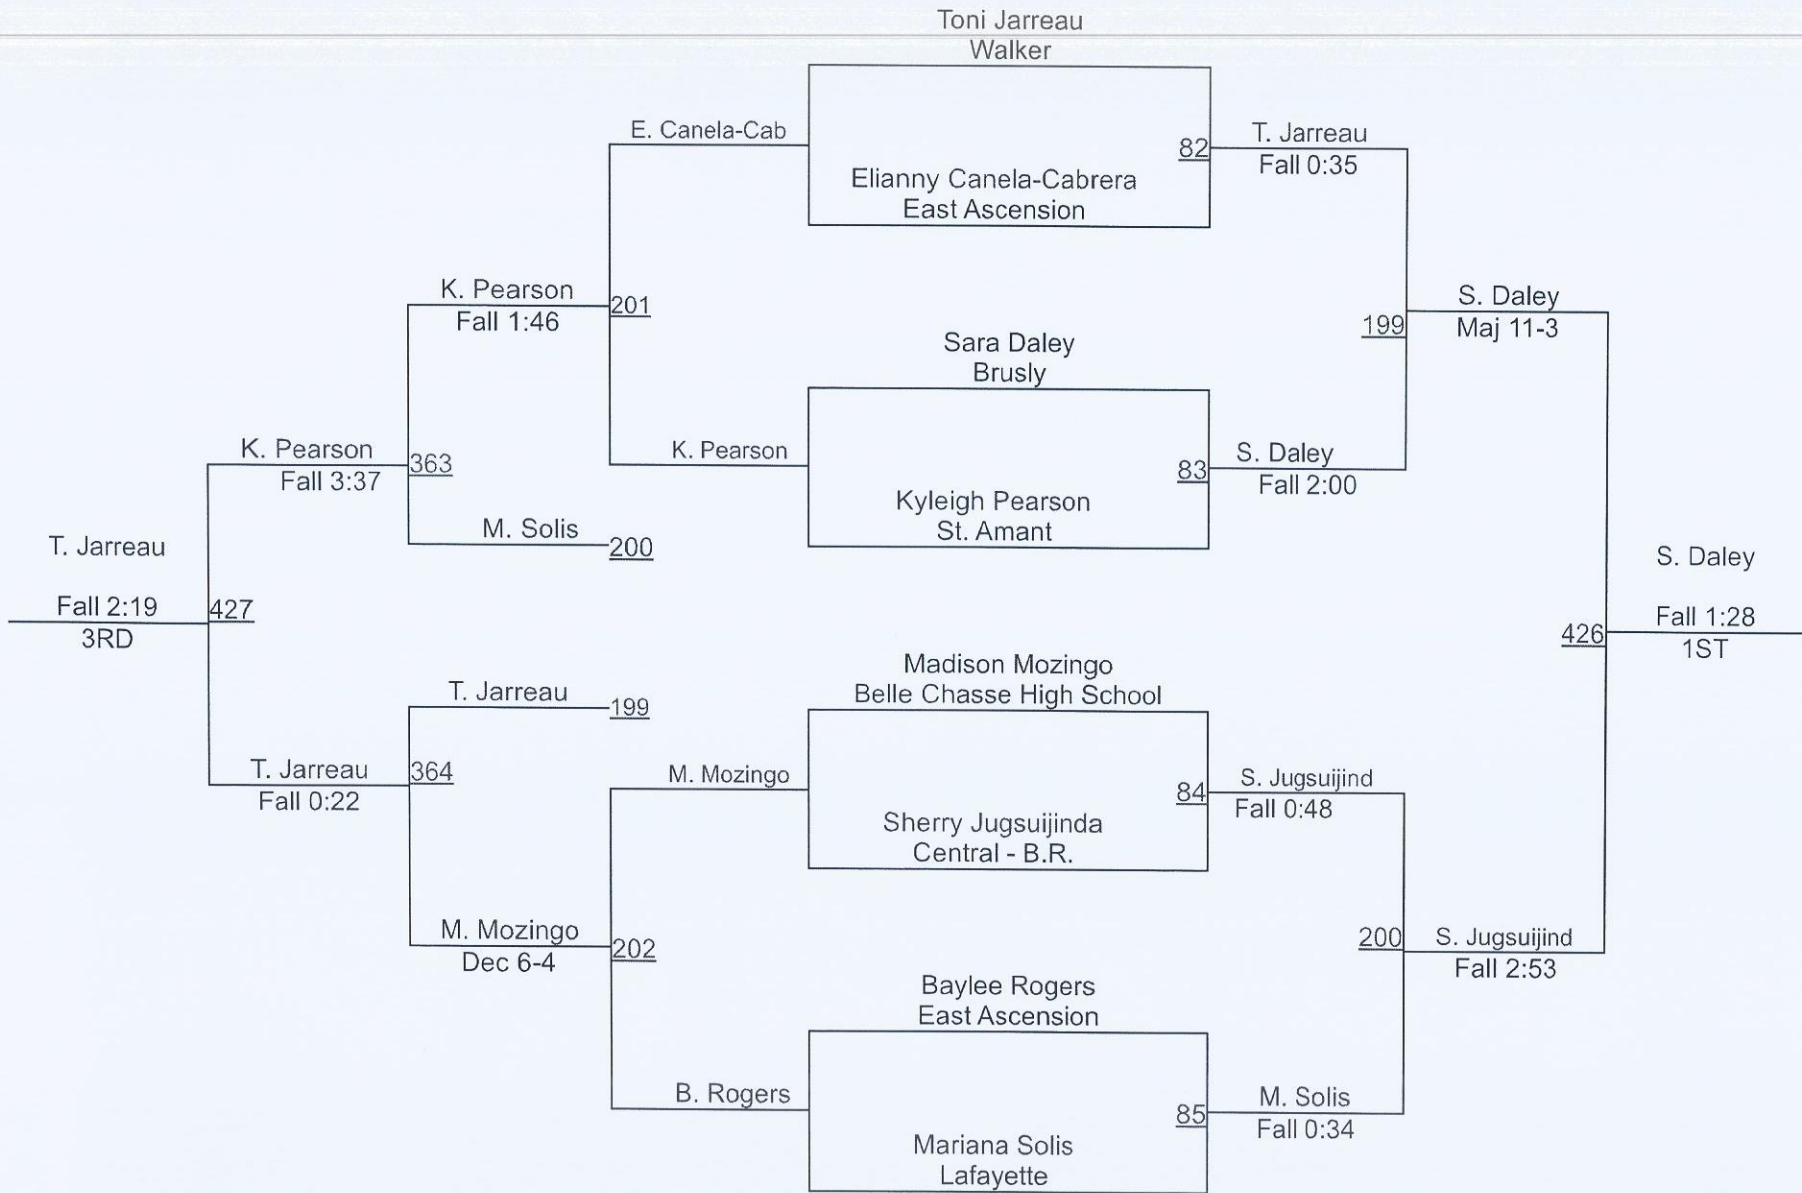 Toni Jarreau
Walker
E. Canela-Cab
82
T. Jarreau
Fall 0:35
Elianny Canela-Cabrera
East Ascension
K. Pearson
Fall 1:46
201
S. Daley
Maj 11-3
199
Sara Daley
Brusly
K. Pearson
Fall 3:37
363
K. Pearson
83
S. Daley
Fall 2:00
Kyleigh Pearson
St. Amant
M. Solis
200
T. Jarreau
Fall 2:19
3RD
427
S. Daley
Fall 1:28
1ST
426
Madison Mozingo
Belle Chasse High School
T. Jarreau
199
T. Jarreau
Fall 0:22
364
M. Mozingo
84
S. Jugsuijind
Fall 0:48
Sherry Jugsuijinda
Central - B.R.
M. Mozingo
Dec 6-4
202
200
S. Jugsuijind
Fall 2:53
Baylee Rogers
East Ascension
B. Rogers
85
M. Solis
Fall 0:34
Mariana Solis
Lafayette